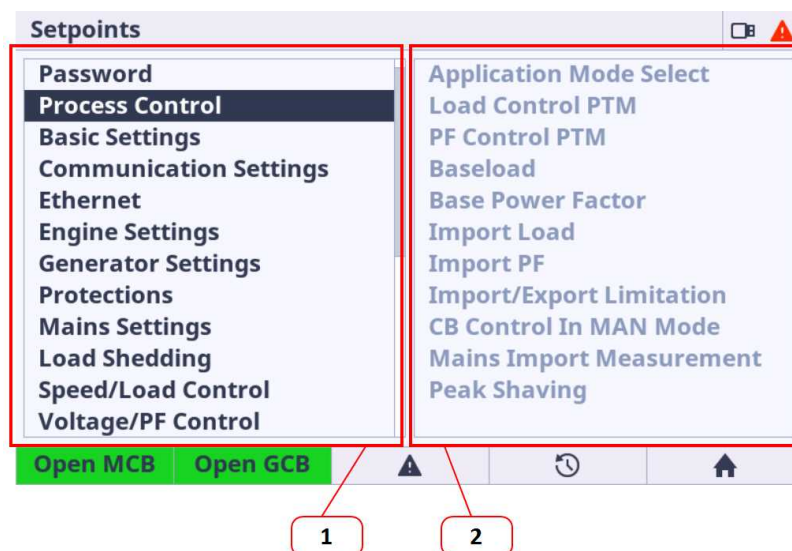 Setpoints
Password
Process Control
Basic Settings
Communication Settings
Ethernet
Engine Settings
Generator Settings
Protections
Mains Settings
Load Shedding
Speed/Load Control
Voltage/PF Control
Application Mode Select
Load Control PTM
PF Control PTM
Baseload
Base Power Factor
Import Load
Import PF
Import/Export Limitation
CB Control In MAN Mode
Mains Import Measurement
Peak Shaving
Open MCB Open GCB
1 2